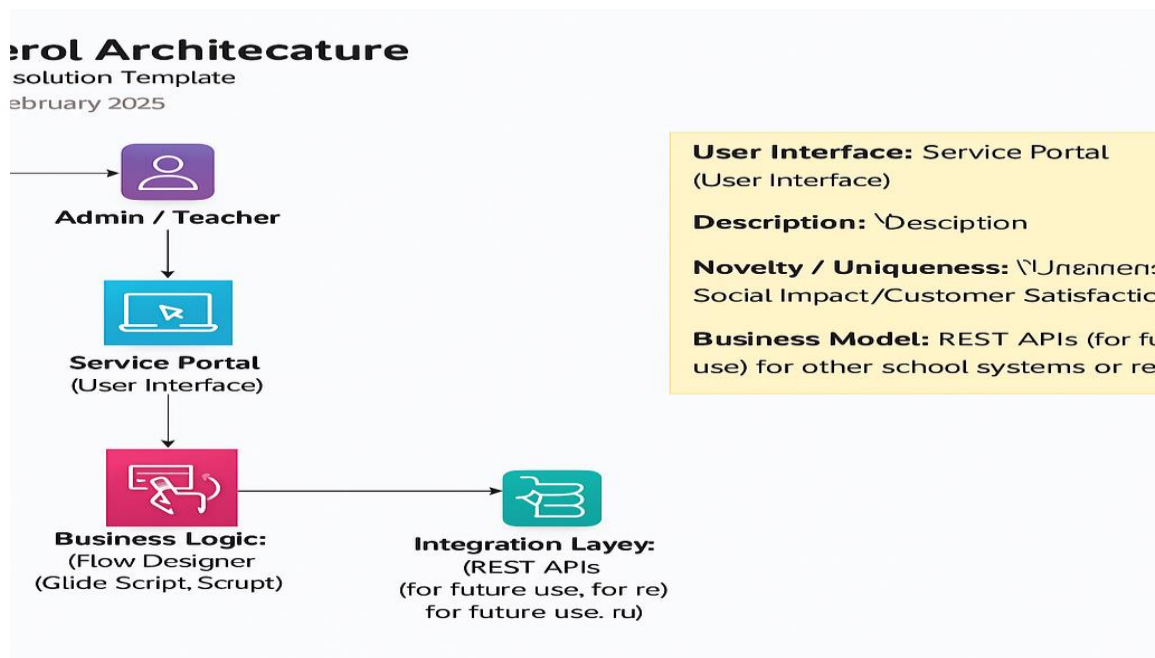 erol Architecature
solution Template
ebruary 2025
Admin / Teacher
Service Portal
(User Interface)
Business Logic:
(Flow Designer
(Glide Script, Scrupt)
Integration Layey:
(REST APIs
(for future use, for re)
for future use. ru)
User Interface: Service Portal
(User Interface)
Description: \Desciption
Novelty / Uniqueness:
Social Impact/Customer Satisfactio
Business Model: REST APIs (for fu
use) for other school systems or re